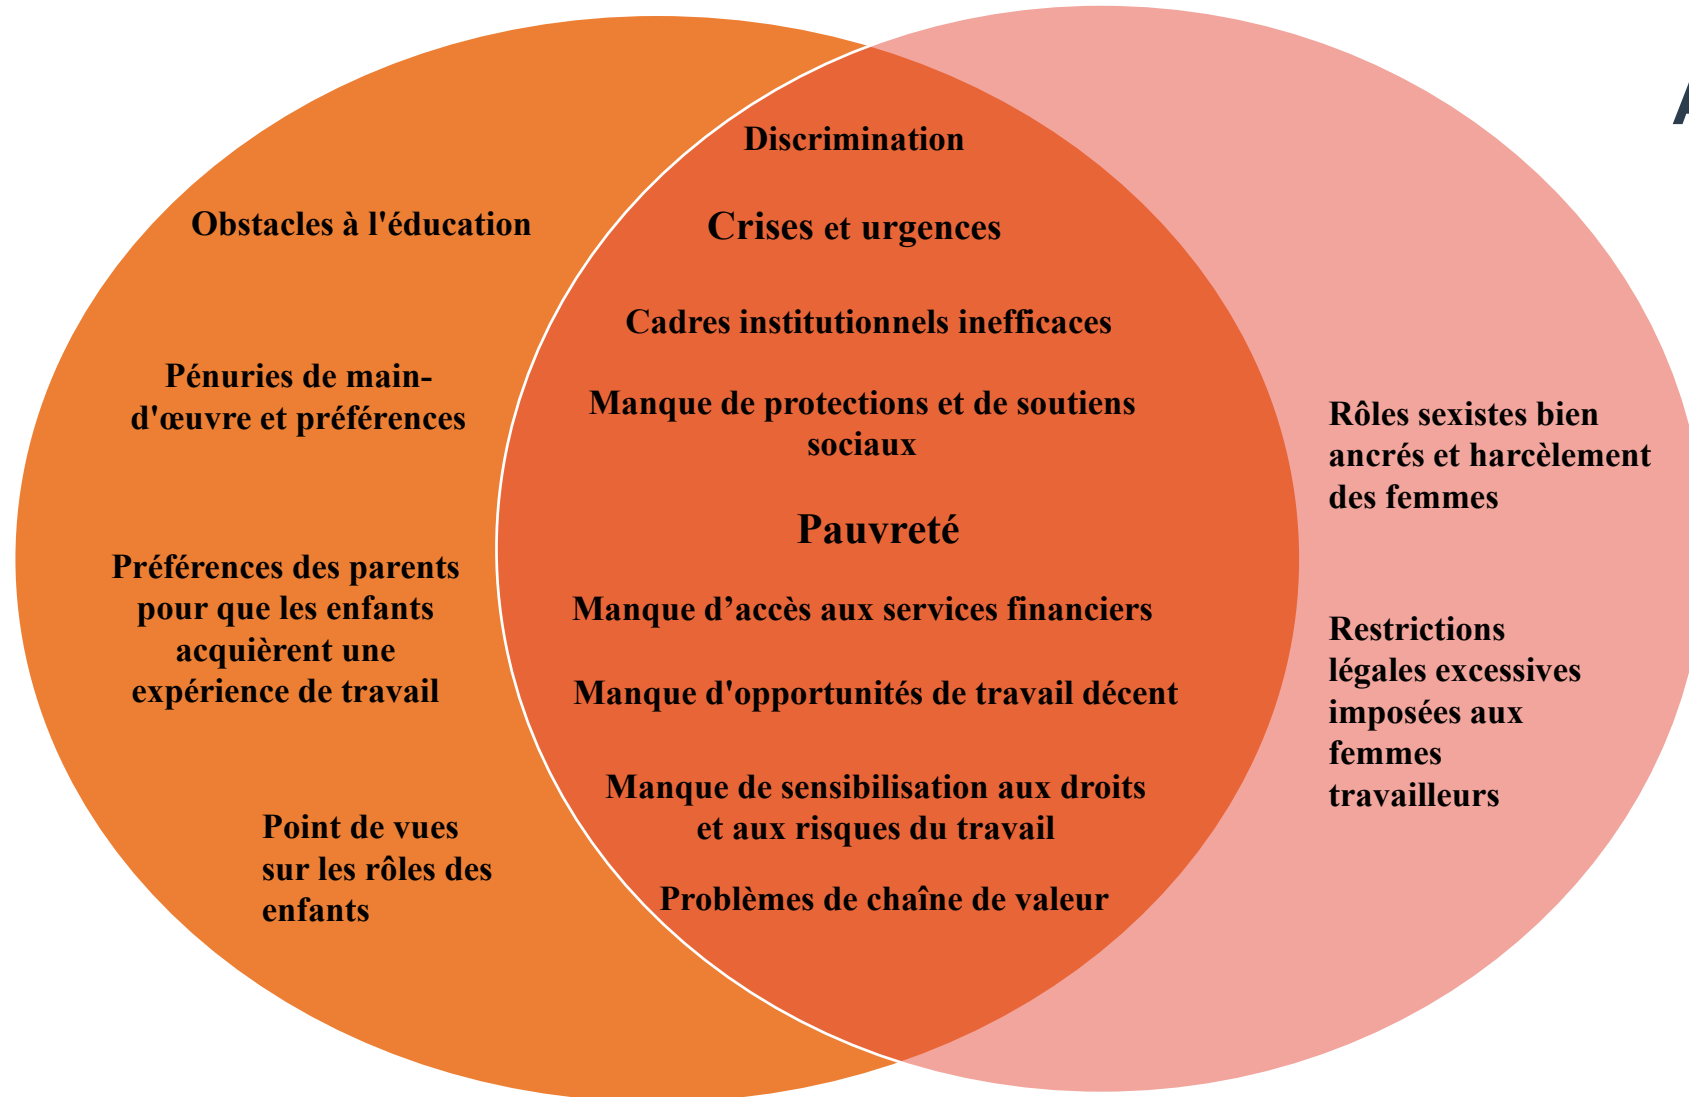 Obstacles à l'éducation
Pénuries de main-
d'œuvre et préférences
Préférences des parents
pour que les enfants
acquièrent une
expérience de travail
Point de vues
sur les rôles des
enfants
Discrimination
Crises et urgences
Cadres institutionnels inefficaces
Manque de protections et de soutiens
sociaux
Pauvreté
Manque d’accès aux services financiers
Manque d'opportunités de travail décent
Manque de sensibilisation aux droits
et aux risques du travail
Problèmes de chaîne de valeur
Rôles sexistes bien
ancrés et harcèlement
des femmes
Restrictions
légales excessives
imposées aux
femmes
travailleurs